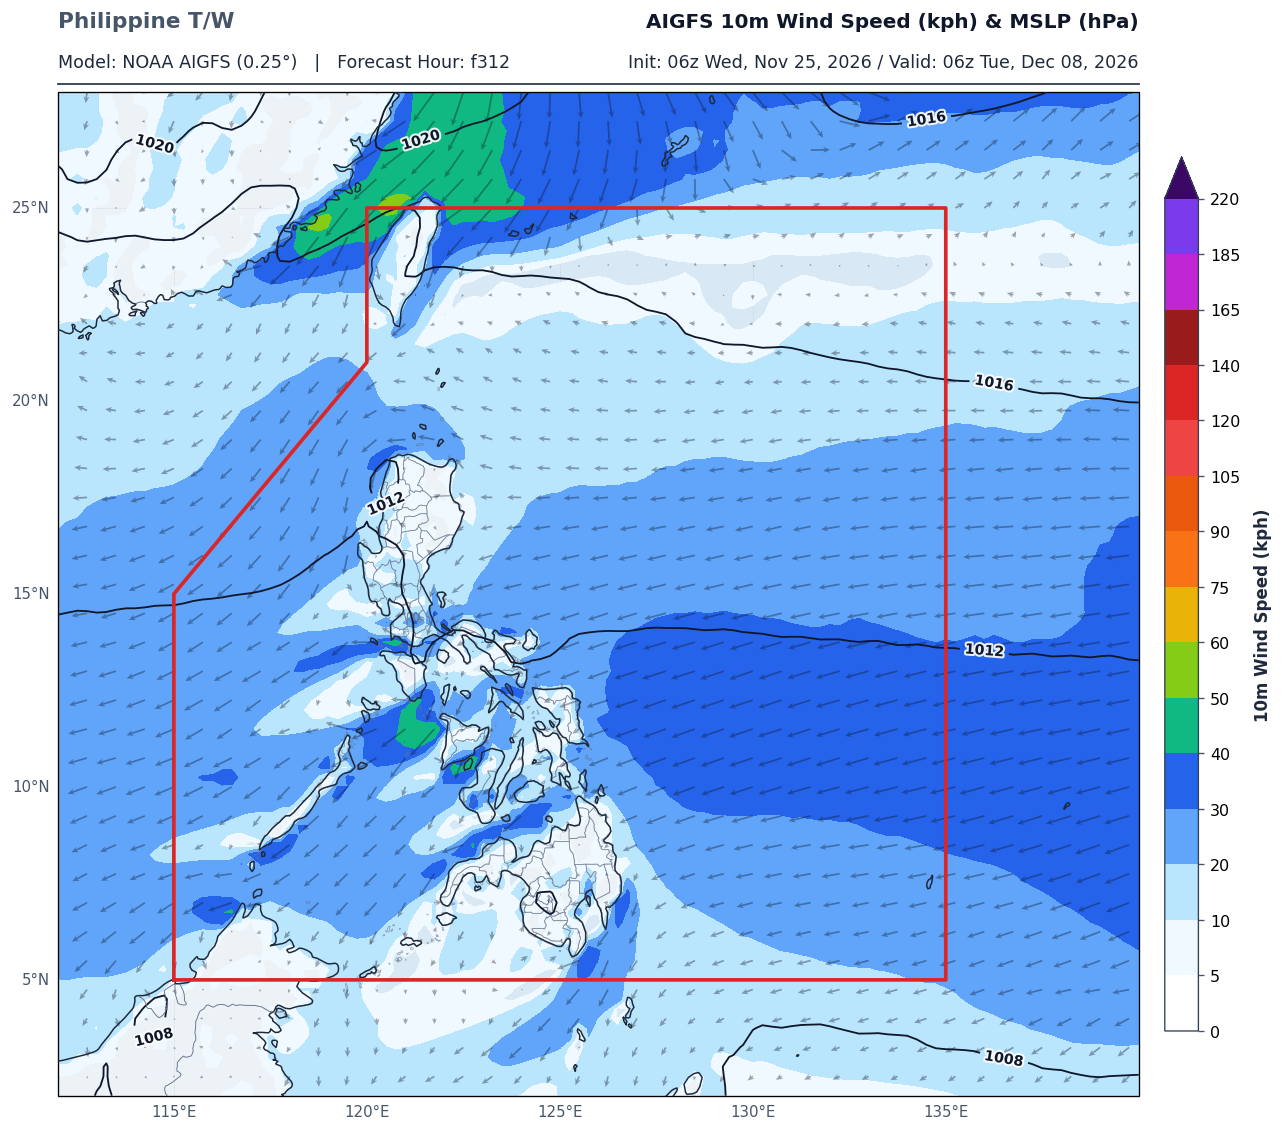 Philippine T/W
AIGFS 10m Wind Speed (kph) & MSLP (hPa)
Model: NOAA AIGFS (0.25°) | Forecast Hour: f312
Init: 06z Wed, Nov 25, 2026 / Valid: 06z Tue, Dec 08, 2026
1020
1020
1016
25°N
20°N
15°N
10°N
5°N
1016
1012
1012
1008
1008
115°E
120°E
125°E
130°E
135°E
220
185
165
140
120
105
90
75
60
50
40
30
20
10
5
0
10m Wind Speed (kph)